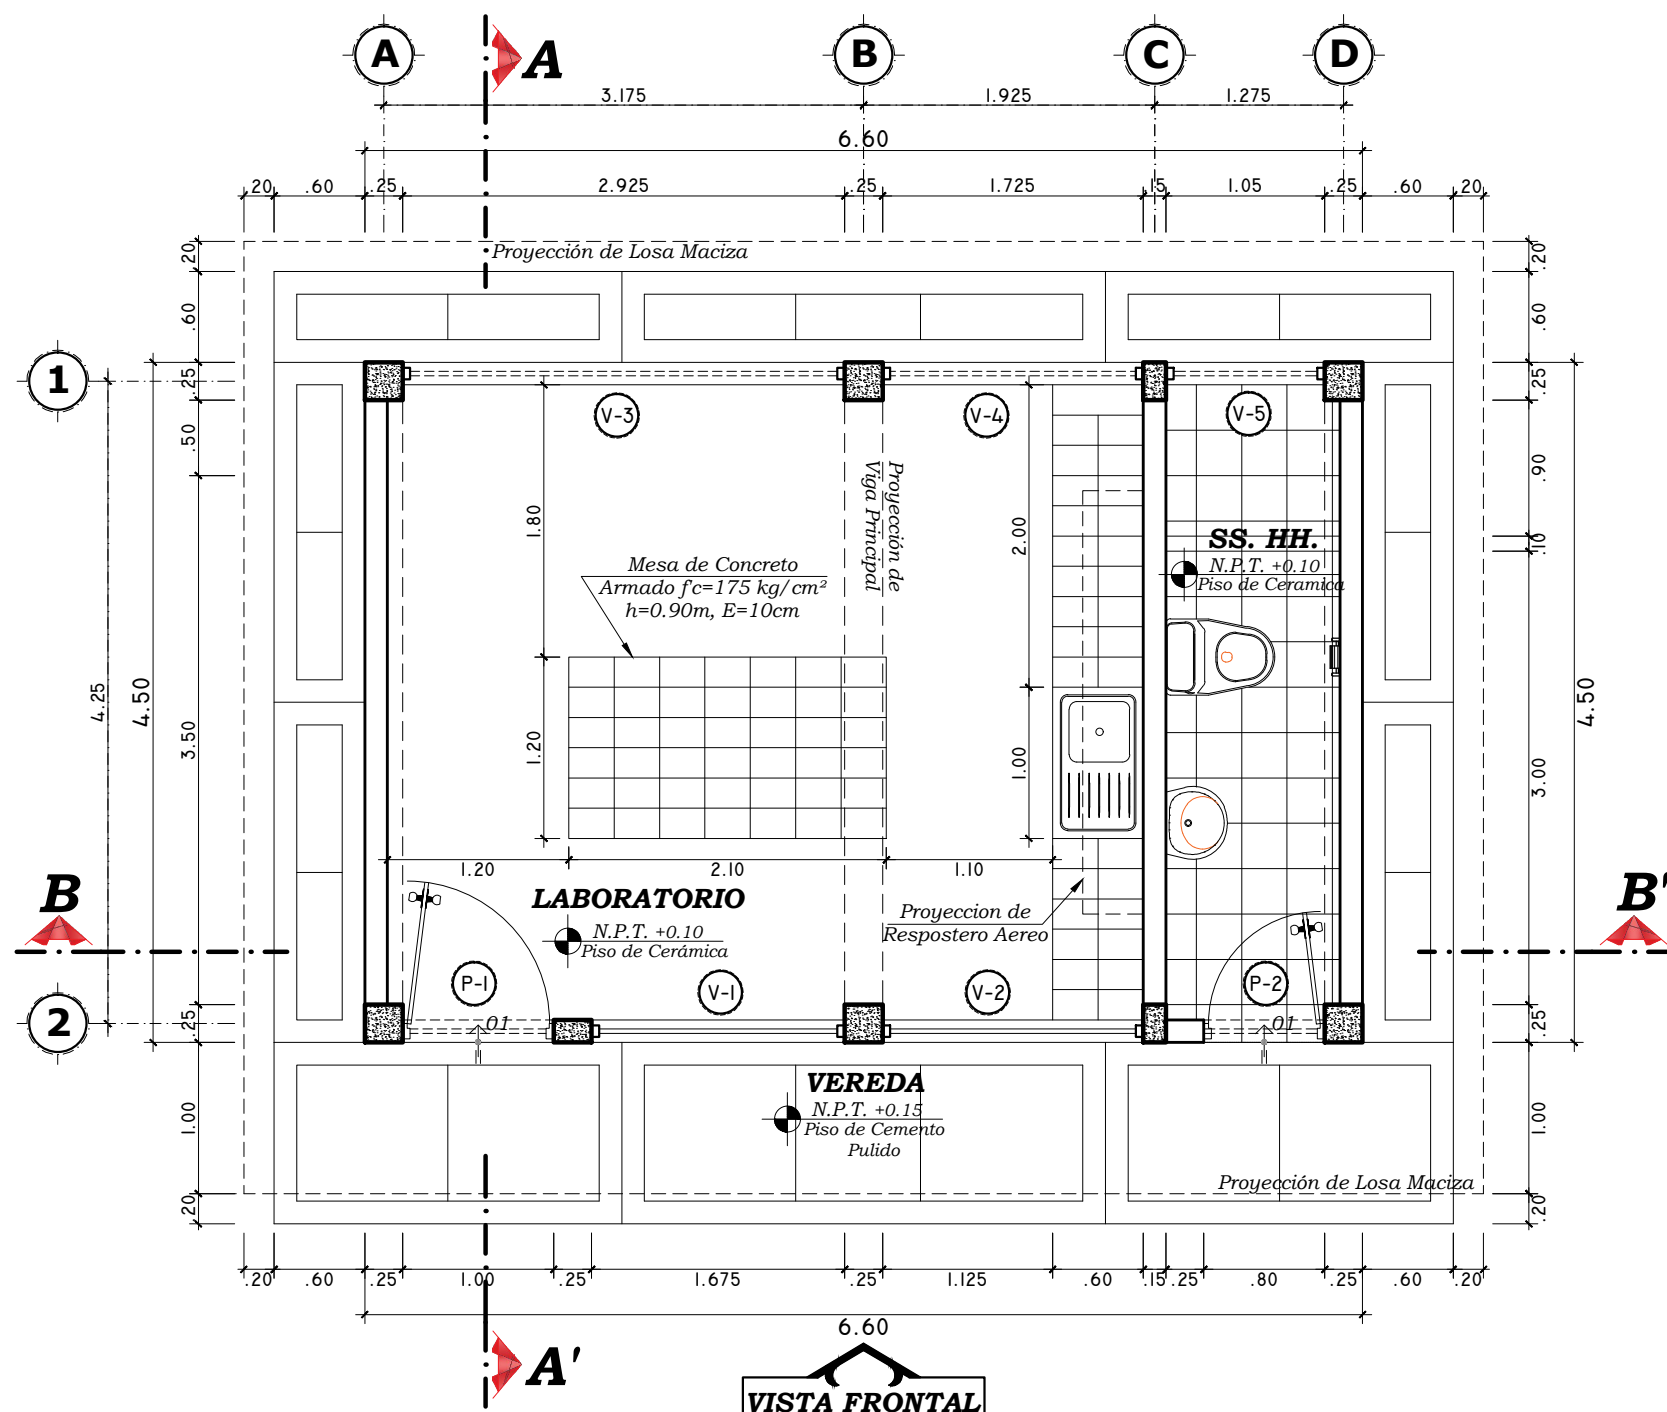 A B C D
A
3.175 1.925 1.275
6.60
.20 .60 .25 2.925 .25 1.725 .15 1.05 .25 .60 .20
Proyección de Losa Maciza
.20 .20
.60 .60
1
.25 .25
V-3 V-4 V-5
.50 .90
Proyección de
Viga Principal
1.80 2.00
.10
SS. HH.
N.P.T. +0.10
Piso de Ceramica
Mesa de Concreto
Armado f'c=175 kg/cm²
h=0.90m, E=10cm
4.25 4.50 3.50 1.20 1.00 3.00 4.50
1.20 2.10 1.10
B B'
LABORATORIO
N.P.T. +0.10
Piso de Cerámica
Proyeccion de
Respostero Aereo
P-1 V-1 V-2 P-2
2
.25 .25
01 01
VEREDA
N.P.T. +0.15
Piso de Cemento
Pulido
1.00 1.00
Proyección de Losa Maciza
.20 .20
.20 .60 .25 1.00 .25 1.675 .25 1.125 .60 .15 .25 .80 .25 .60 .20
6.60
A'
VISTA FRONTAL